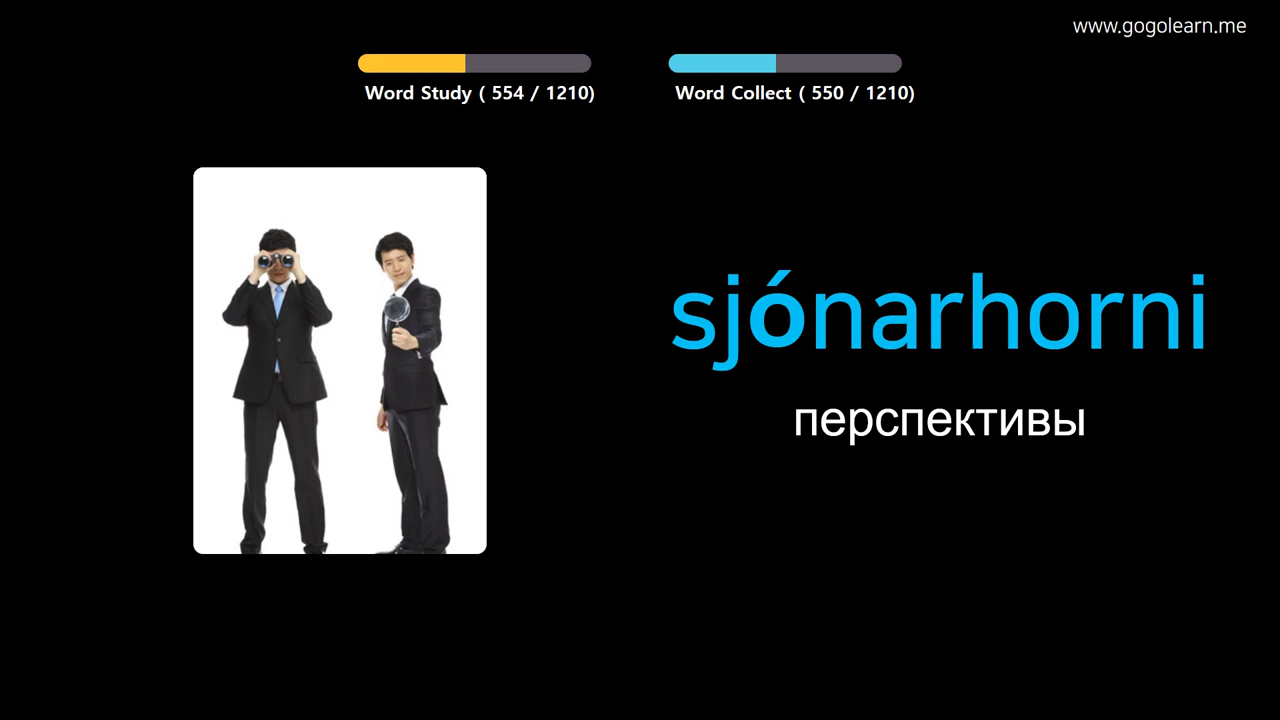 www.gogolearn.me
Word Study ( 554 / 1210)
Word Collect ( 550 / 1210)
sjónarhorni
перспективы